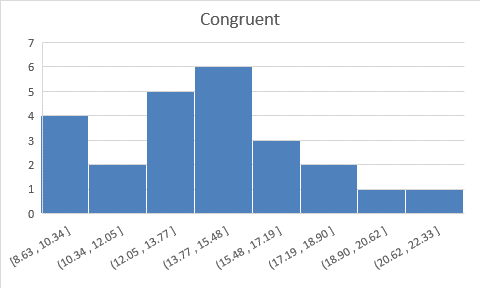 Congruent
7
6
5
4
3
2
1
0
[8.63 , 10.34 ]
(10.34 , 12.05 ]
(12.05 , 13.77 ]
(13.77 , 15.48 ]
(15.48 , 17.19 ]
(17.19 , 18.90 ]
(18.90 , 20.62 ]
(20.62 , 22.33 ]